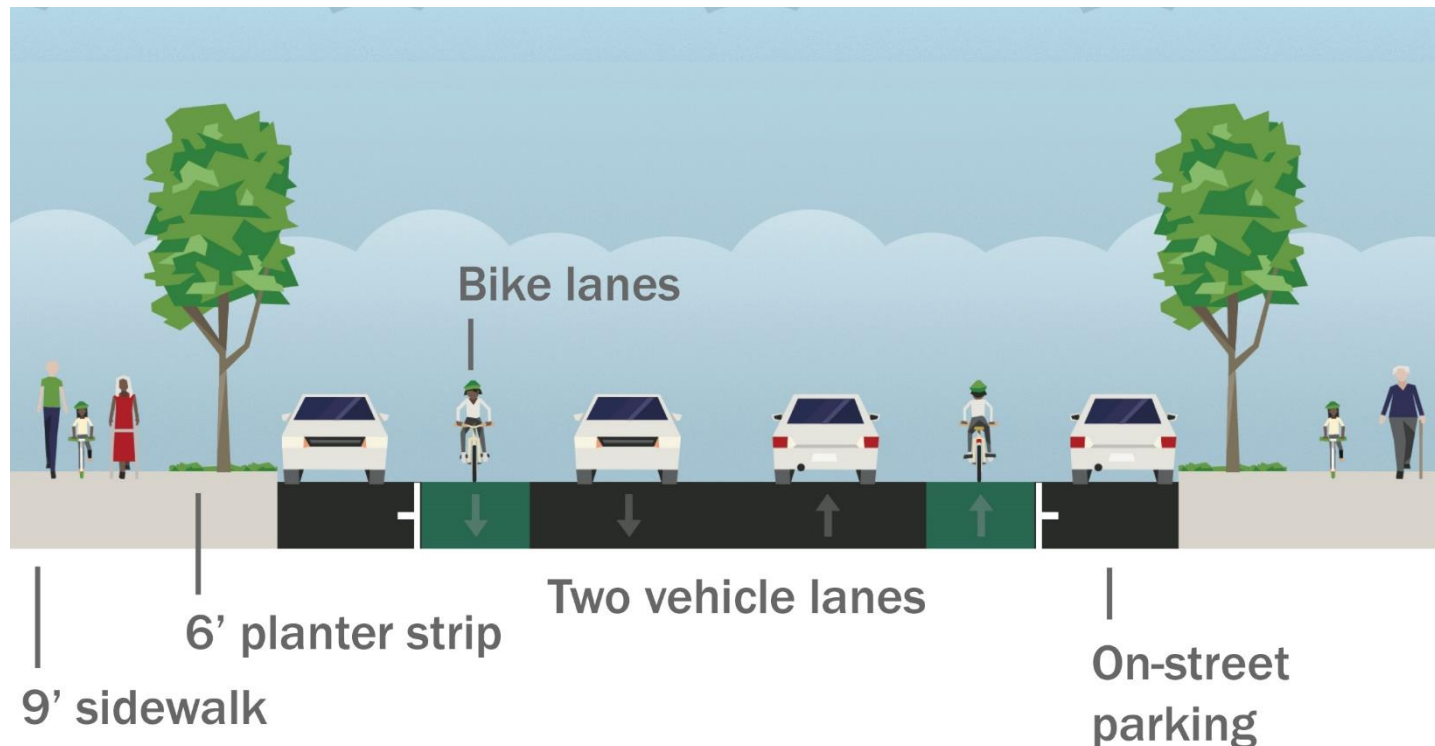 Bike lanes
Two vehicle lanes
6’ planter strip
9’ sidewalk
On-street
parking